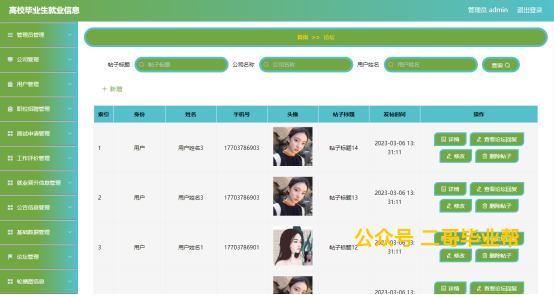 高校毕业生就业信息
管理员 admin 退出登录
管理员管理
公司管理
用户管理
职位招聘管理
面试申请管理
工作评价管理
就业提升信息管理
公告信息管理
基础数据管理
论坛管理
轮播图信息
首页 >> 论坛
帖子标题 帖子标题 公司名称 公司名称 用户姓名 用户姓名 查询
+ 新增
索引 身份 姓名 手机号 头像 帖子标题 发帖时间 操作
1 用户 用户姓名3 17703786903 帖子标题14 2023-03-06 13:31:11 详情 查看论坛回复 修改 删除帖子
2 用户 用户姓名3 17703786903 帖子标题13 2023-03-06 13:31:11 详情 查看论坛回复 修改 删除帖子
3 用户 用户姓名1 17703786901 帖子标题12 2023-03-06 13:31:11 修改 删除帖子
公众号 二哥毕业帮
详情 查看论坛回复